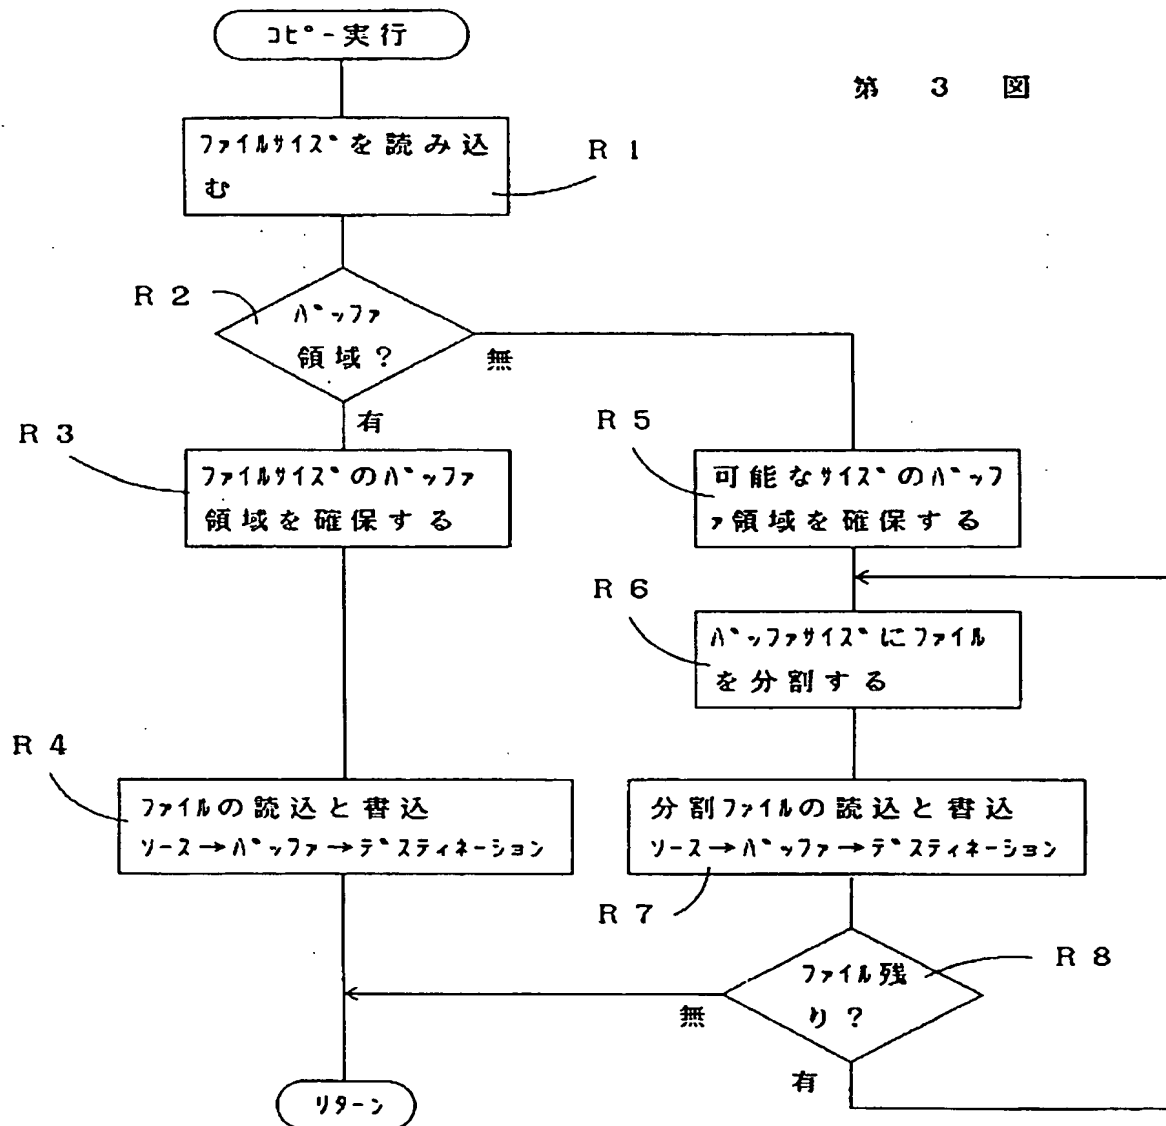 コピー実行
第 3 図
ファイルサイズを読み込
む
R 1
R 2
バッファ
領域?
無
有
R 3
ファイルサイズのバッファ
領域を確保する
R 5
可能なサイズのバッフ
ァ領域を確保する
R 6
バッファサイズにファイル
を分割する
R 4
ファイルの読込と書込
ソース→バッファ→デスティネーション
分割ファイルの読込と書込
ソース→バッファ→デスティネーション
R 7
R 8
ファイル残
り?
無
有
リターン